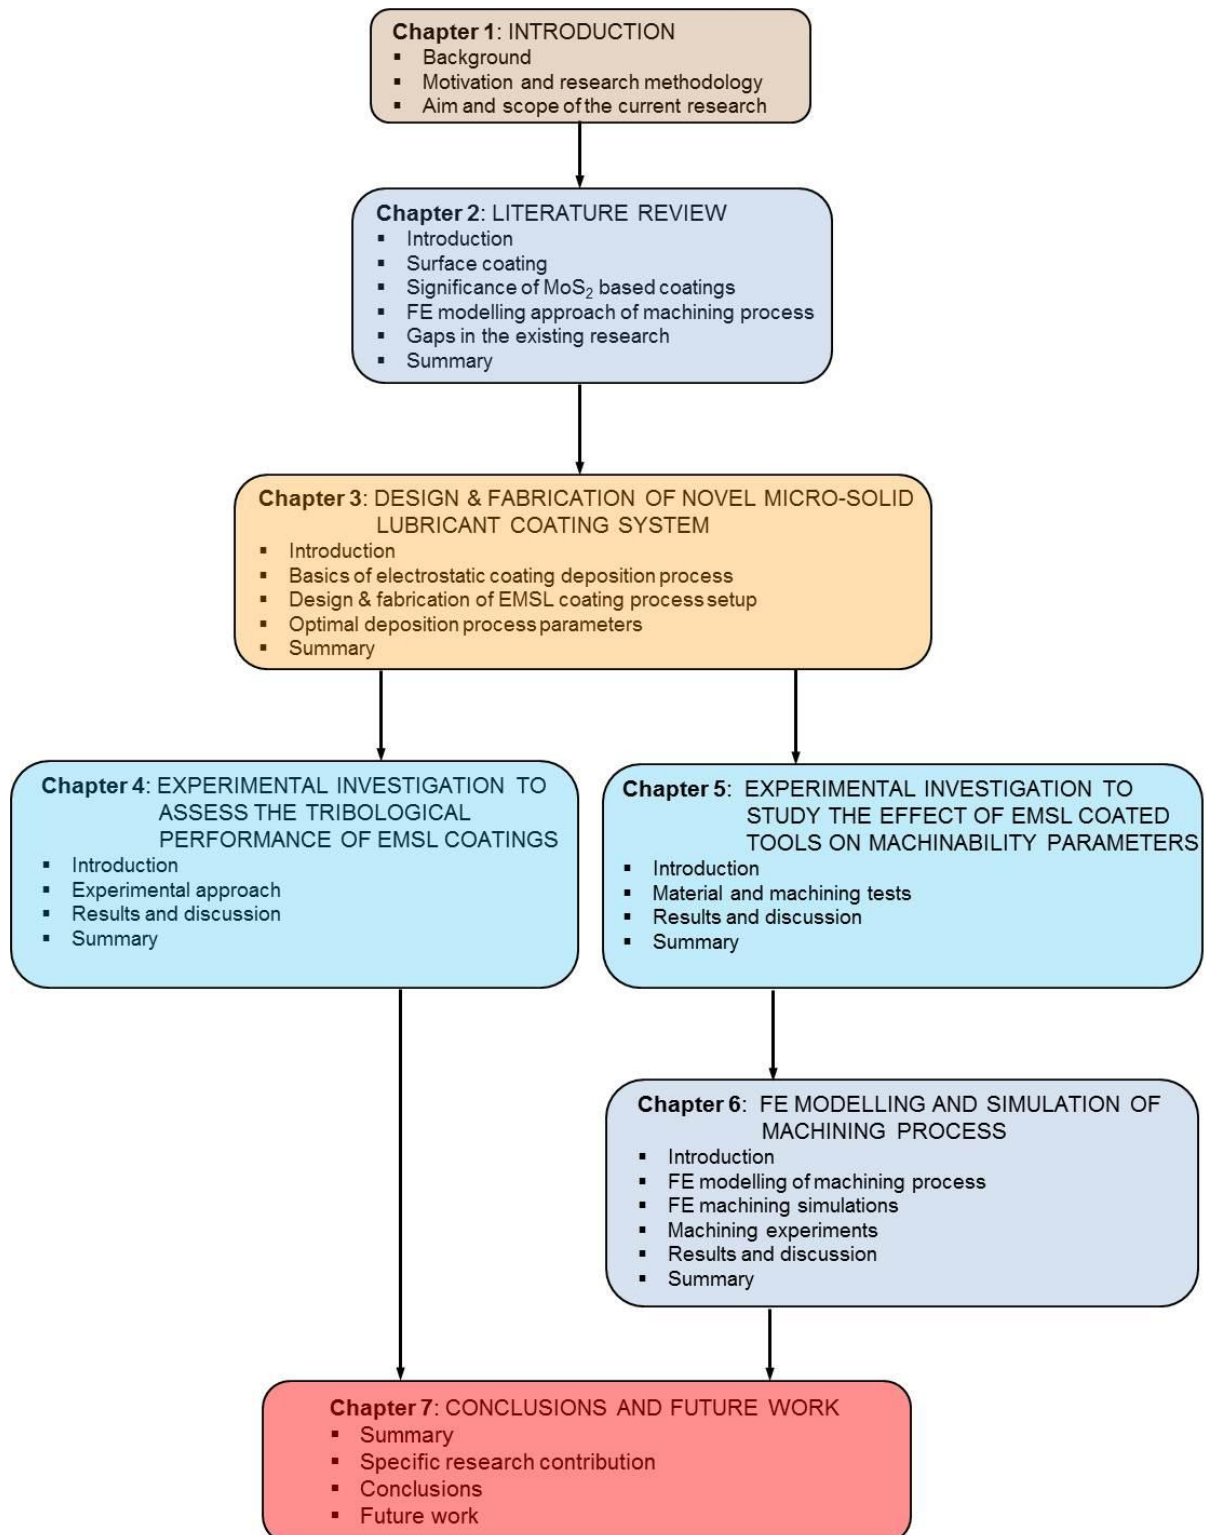 Chapter 1: INTRODUCTION
▪ Background
▪ Motivation and research methodology
▪ Aim and scope of the current research
Chapter 2: LITERATURE REVIEW
▪ Introduction
▪ Surface coating
▪ Significance of MoS₂ based coatings
▪ FE modelling approach of machining process
▪ Gaps in the existing research
▪ Summary
Chapter 3: DESIGN & FABRICATION OF NOVEL MICRO-SOLID
LUBRICANT COATING SYSTEM
▪ Introduction
▪ Basics of electrostatic coating deposition process
▪ Design & fabrication of EMSL coating process setup
▪ Optimal deposition process parameters
▪ Summary
Chapter 4: EXPERIMENTAL INVESTIGATION TO
ASSESS THE TRIBOLOGICAL
PERFORMANCE OF EMSL COATINGS
▪ Introduction
▪ Experimental approach
▪ Results and discussion
▪ Summary
Chapter 5: EXPERIMENTAL INVESTIGATION TO
STUDY THE EFFECT OF EMSL COATED
TOOLS ON MACHINABILITY PARAMETERS
▪ Introduction
▪ Material and machining tests
▪ Results and discussion
▪ Summary
Chapter 6: FE MODELLING AND SIMULATION OF
MACHINING PROCESS
▪ Introduction
▪ FE modelling of machining process
▪ FE machining simulations
▪ Machining experiments
▪ Results and discussion
▪ Summary
Chapter 7: CONCLUSIONS AND FUTURE WORK
▪ Summary
▪ Specific research contribution
▪ Conclusions
▪ Future work